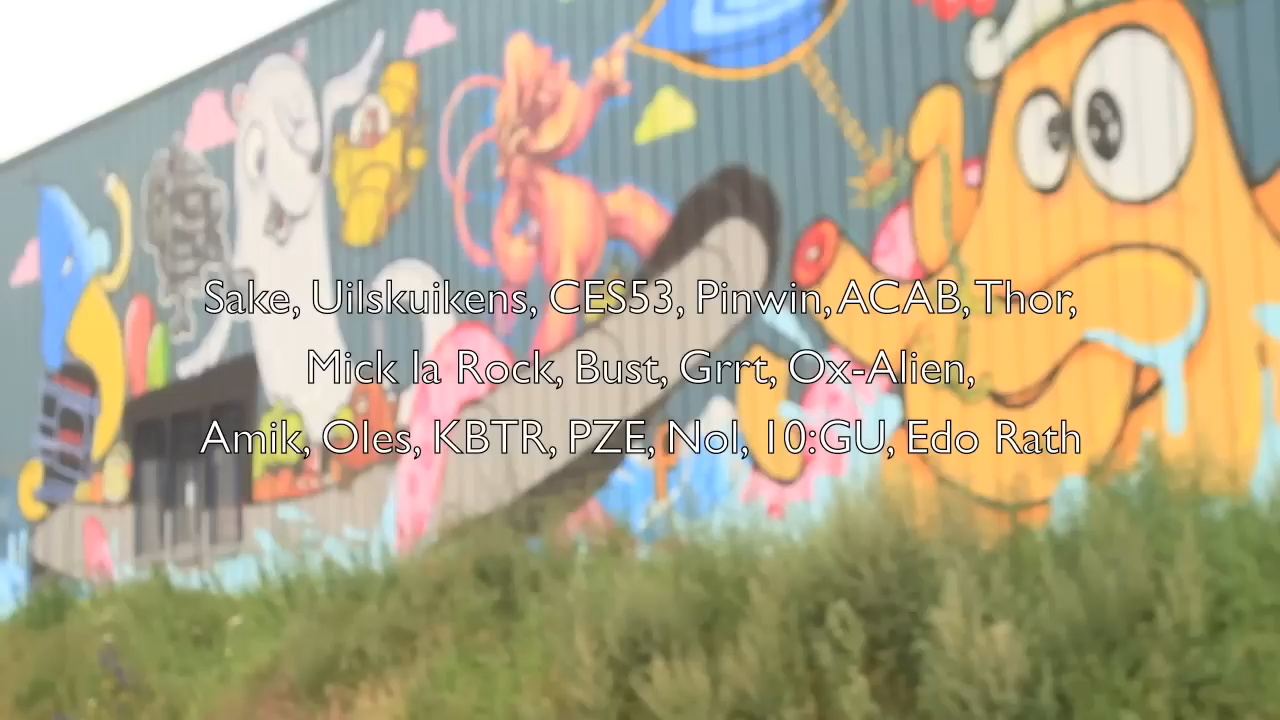 Sake, Uilskuikens, CES53, Pinwin, ACAB, Thor,
Mick la Rock, Bust, Grrt, Ox-Alien,
Amik, Oles, KBTR, PZE, Nol, 10:GU, Edo Rath